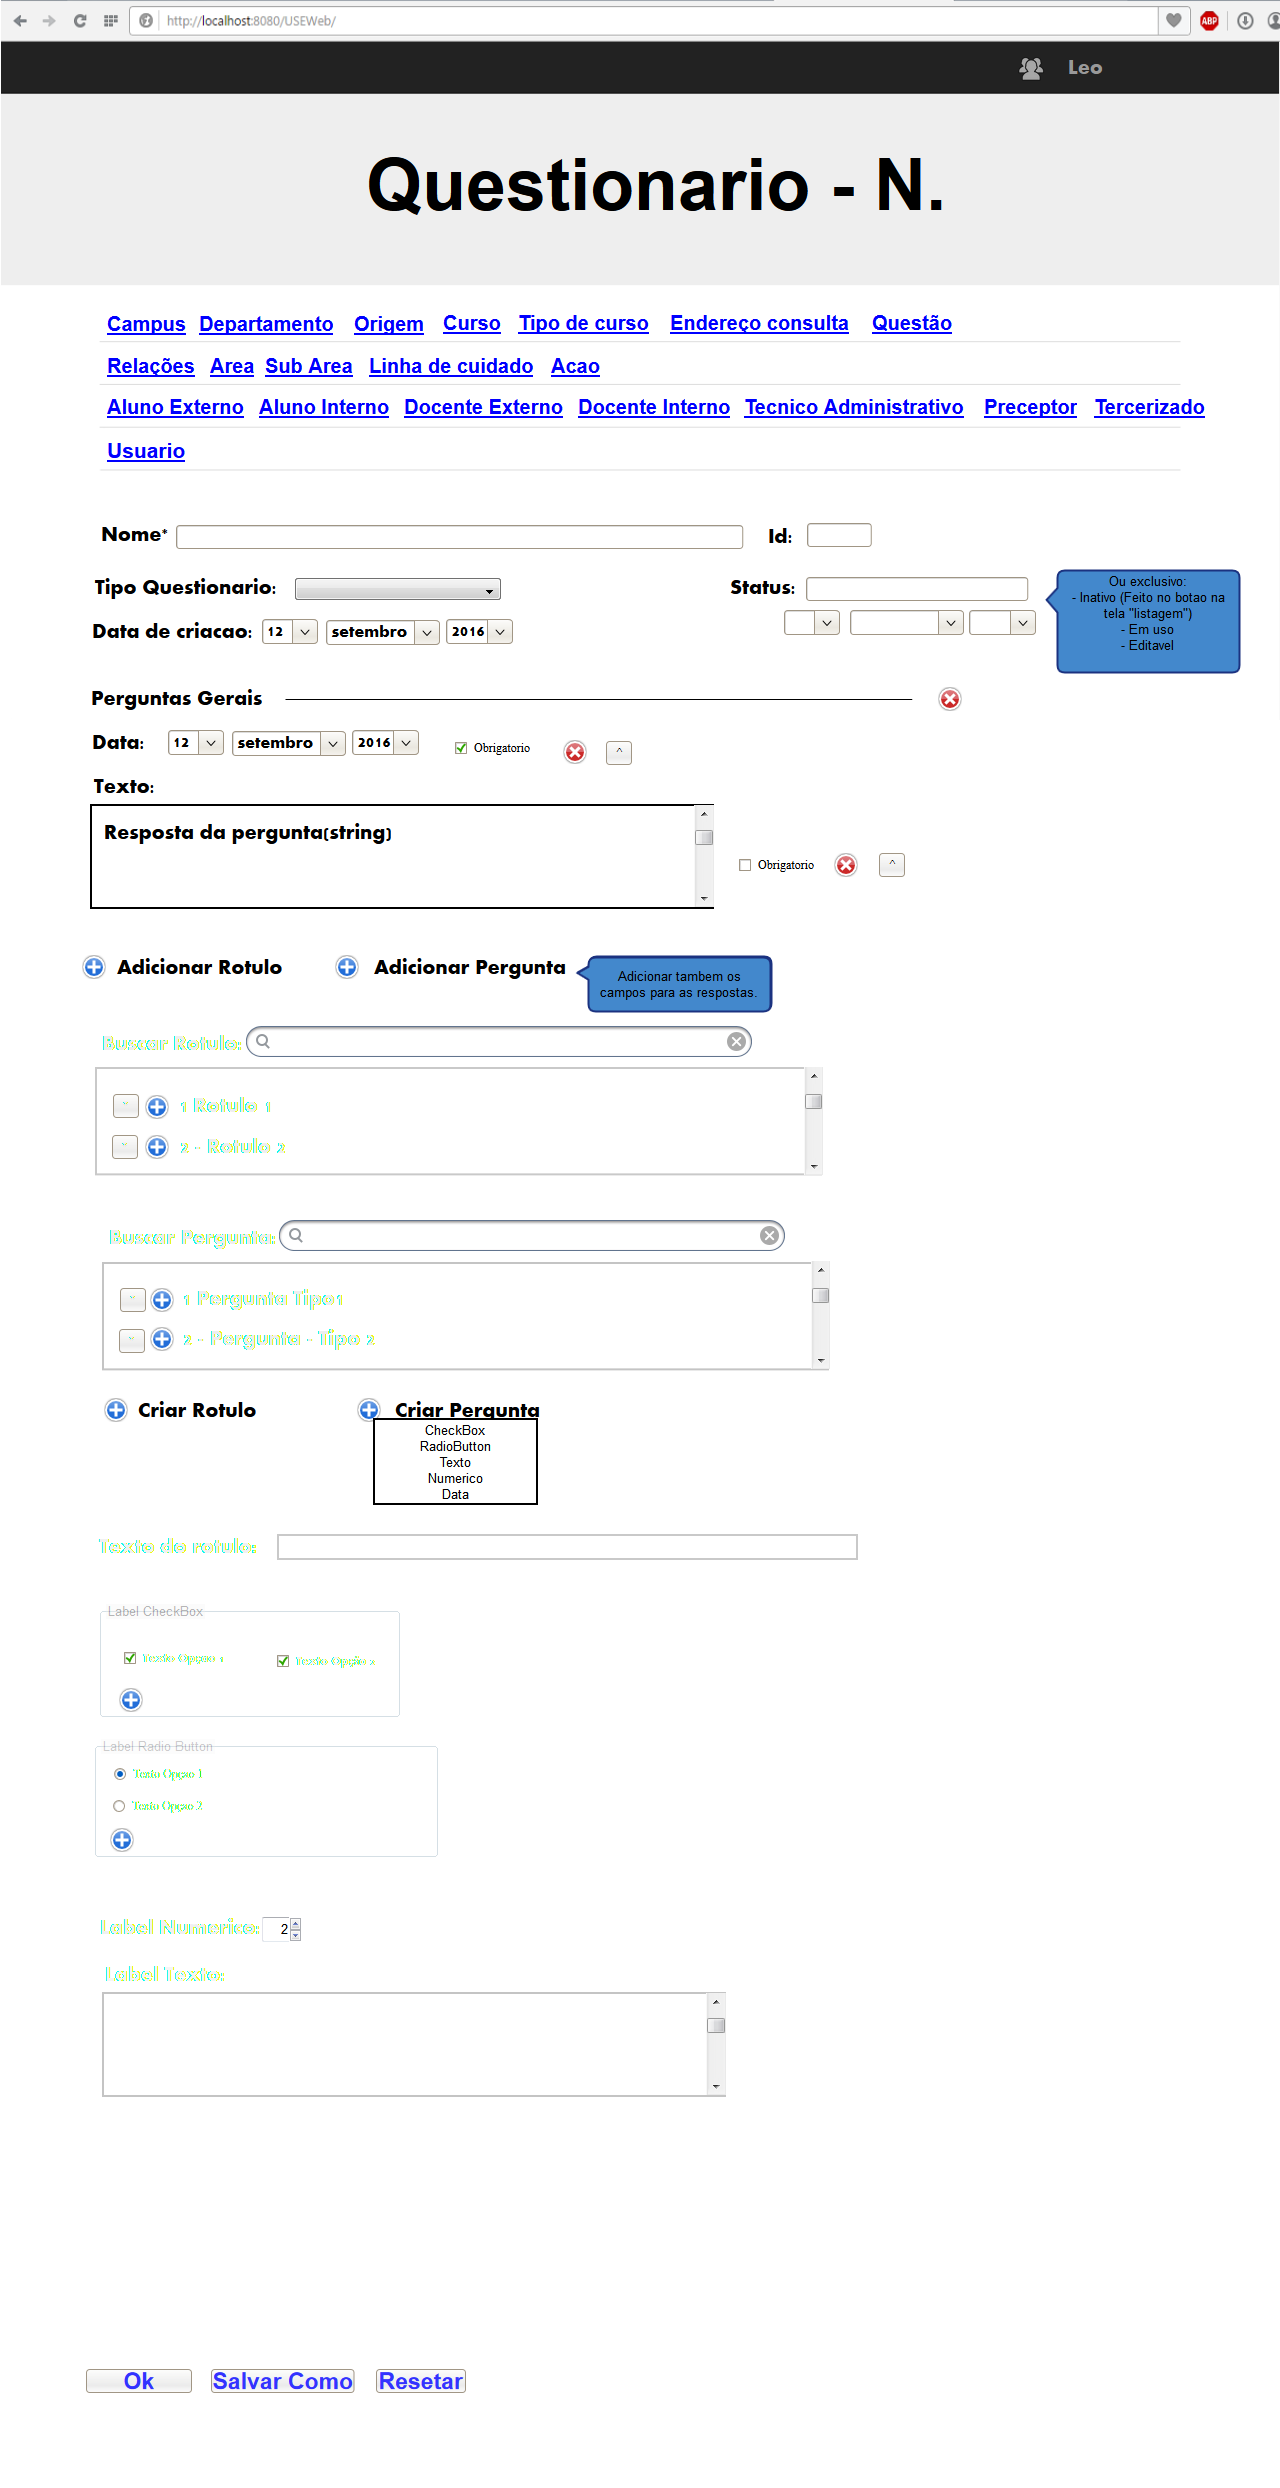 http://localhost:8080/USEWeb/
ABP
Leo
Questionario - N.
Campus Departamento Origem Curso Tipo de curso Endereço consulta Questão
Relações Area Sub Area Linha de cuidado Acao
Aluno Externo Aluno Interno Docente Externo Docente Interno Tecnico Administrativo Preceptor Tercerizado
Usuario
Nome* Id:
Tipo Questionario: Status:
Ou exclusivo:
- Inativo (Feito no botao na
tela "listagem")
- Em uso
- Editavel
Data de criacao: 12 setembro 2016
Perguntas Gerais
Data: 12 setembro 2016 Obrigatorio ^
Texto:
Resposta da pergunta(string)
Obrigatorio ^
Adicionar Rotulo Adicionar Pergunta
Adicionar tambem os
campos para as respostas.
Buscar Rotulo:
1 Rotulo 1
2 - Rotulo 2
Buscar Pergunta:
1 Pergunta Tipo1
2 - Pergunta - Tipo 2
Criar Rotulo Criar Pergunta
CheckBox
RadioButton
Texto
Numerico
Data
Texto do rotulo:
Label CheckBox
Texto Opçao 1 Texto Opção 2
Label Radio Button
Texto Opçao 1
Texto Opçao 2
Label Numerico: 2
Label Texto:
Ok Salvar Como Resetar